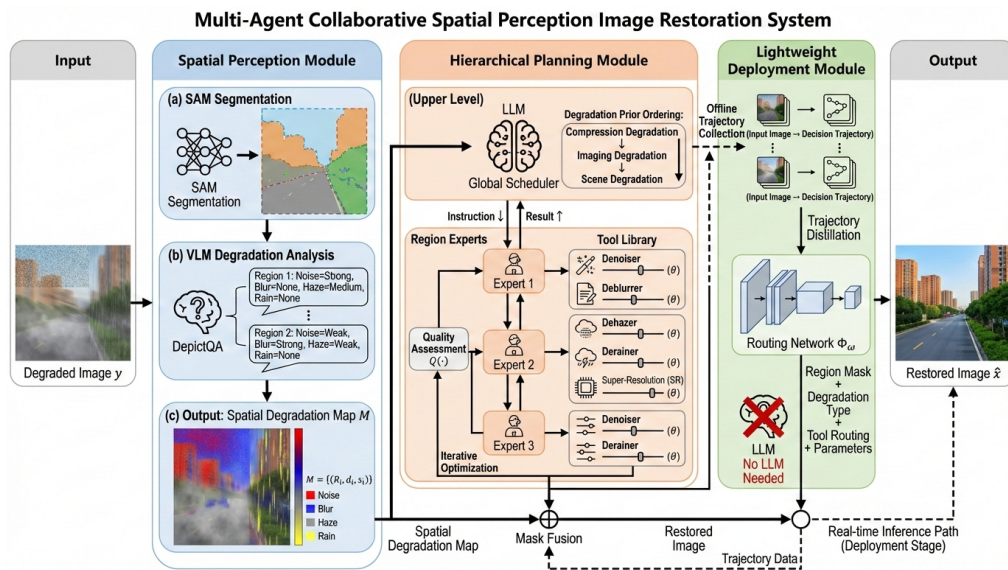 Multi-Agent Collaborative Spatial Perception Image Restoration System
Input
Degraded Image y
Spatial Perception Module
(a) SAM Segmentation
SAM
Segmentation
(b) VLM Degradation Analysis
DepictQA
Region 1: Noise=Strong,
Blur=None, Haze=Medium,
Rain=None
⋮
Region 2: Noise=Weak,
Blur=Strong, Haze=Weak,
Rain=None
(c) Output: Spatial Degradation Map M
M = {(Rᵢ, dᵢ, sᵢ)}
Noise
Blur
Haze
Rain
Hierarchical Planning Module
(Upper Level)
LLM
Global Scheduler
Degradation Prior Ordering:
Compression Degradation
→
Imaging Degradation
→
Scene Degradation
Instruction ↓
Result ↑
Region Experts
Expert 1
Expert 2
Expert 3
Quality
Assessment
Q(·)
Iterative
Optimization
Tool Library
Denoiser
(θ)
Deblurrer
(θ)
Dehazer
(θ)
Derainer
(θ)
Super-Resolution (SR)
(θ)
Denoiser
(θ)
Derainer
(θ)
Offline
Trajectory
Collection
Lightweight
Deployment Module
(Input Image → Decision Trajectory)
⋮
(Input Image → Decision Trajectory)
Trajectory
Distillation
Routing Network Φω
Region Mask
+
Degradation
Type
+
Tool Routing
+ Parameters
LLM
No LLM
Needed
Output
Restored Image x̂
Spatial
Degradation Map
Mask Fusion
Restored
Image
Trajectory Data
Real-time Inference Path
(Deployment Stage)